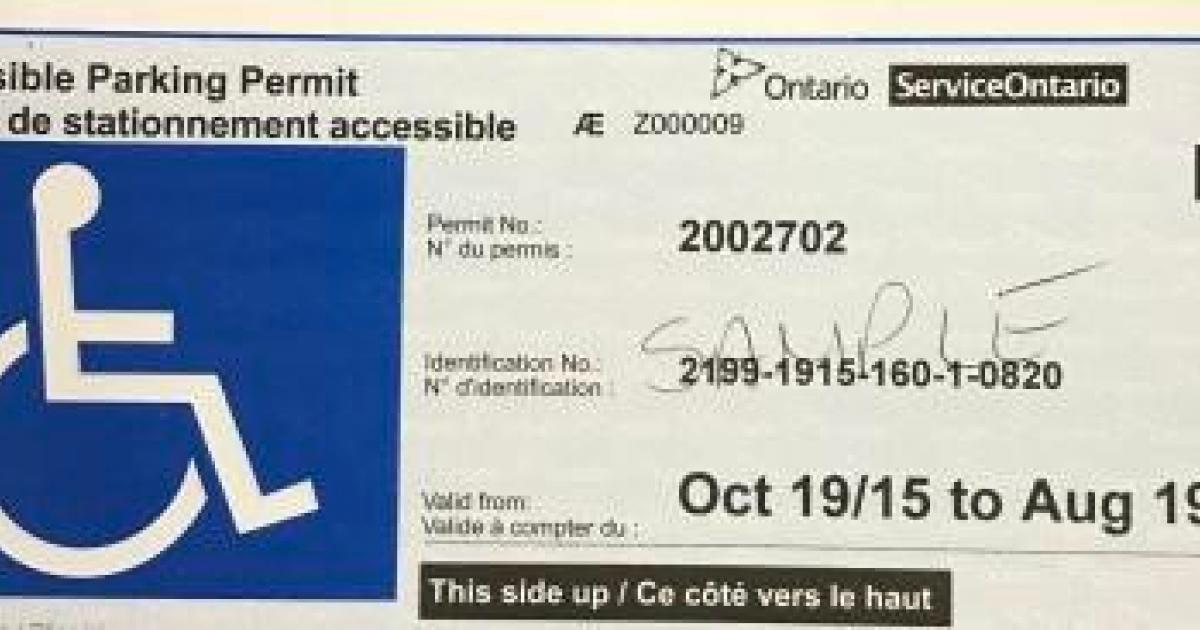 sible Parking Permit
Ontario ServiceOntario
de stationnement accessible Æ Z000009
Permit No.:
N° du permis : 2002702
SAMPLE
Identification No.:
N° d'identification : 2199-1915-160-1-0820
Valid from:
Valide à compter du : Oct 19/15 to Aug 19
This side up / Ce côté vers le haut